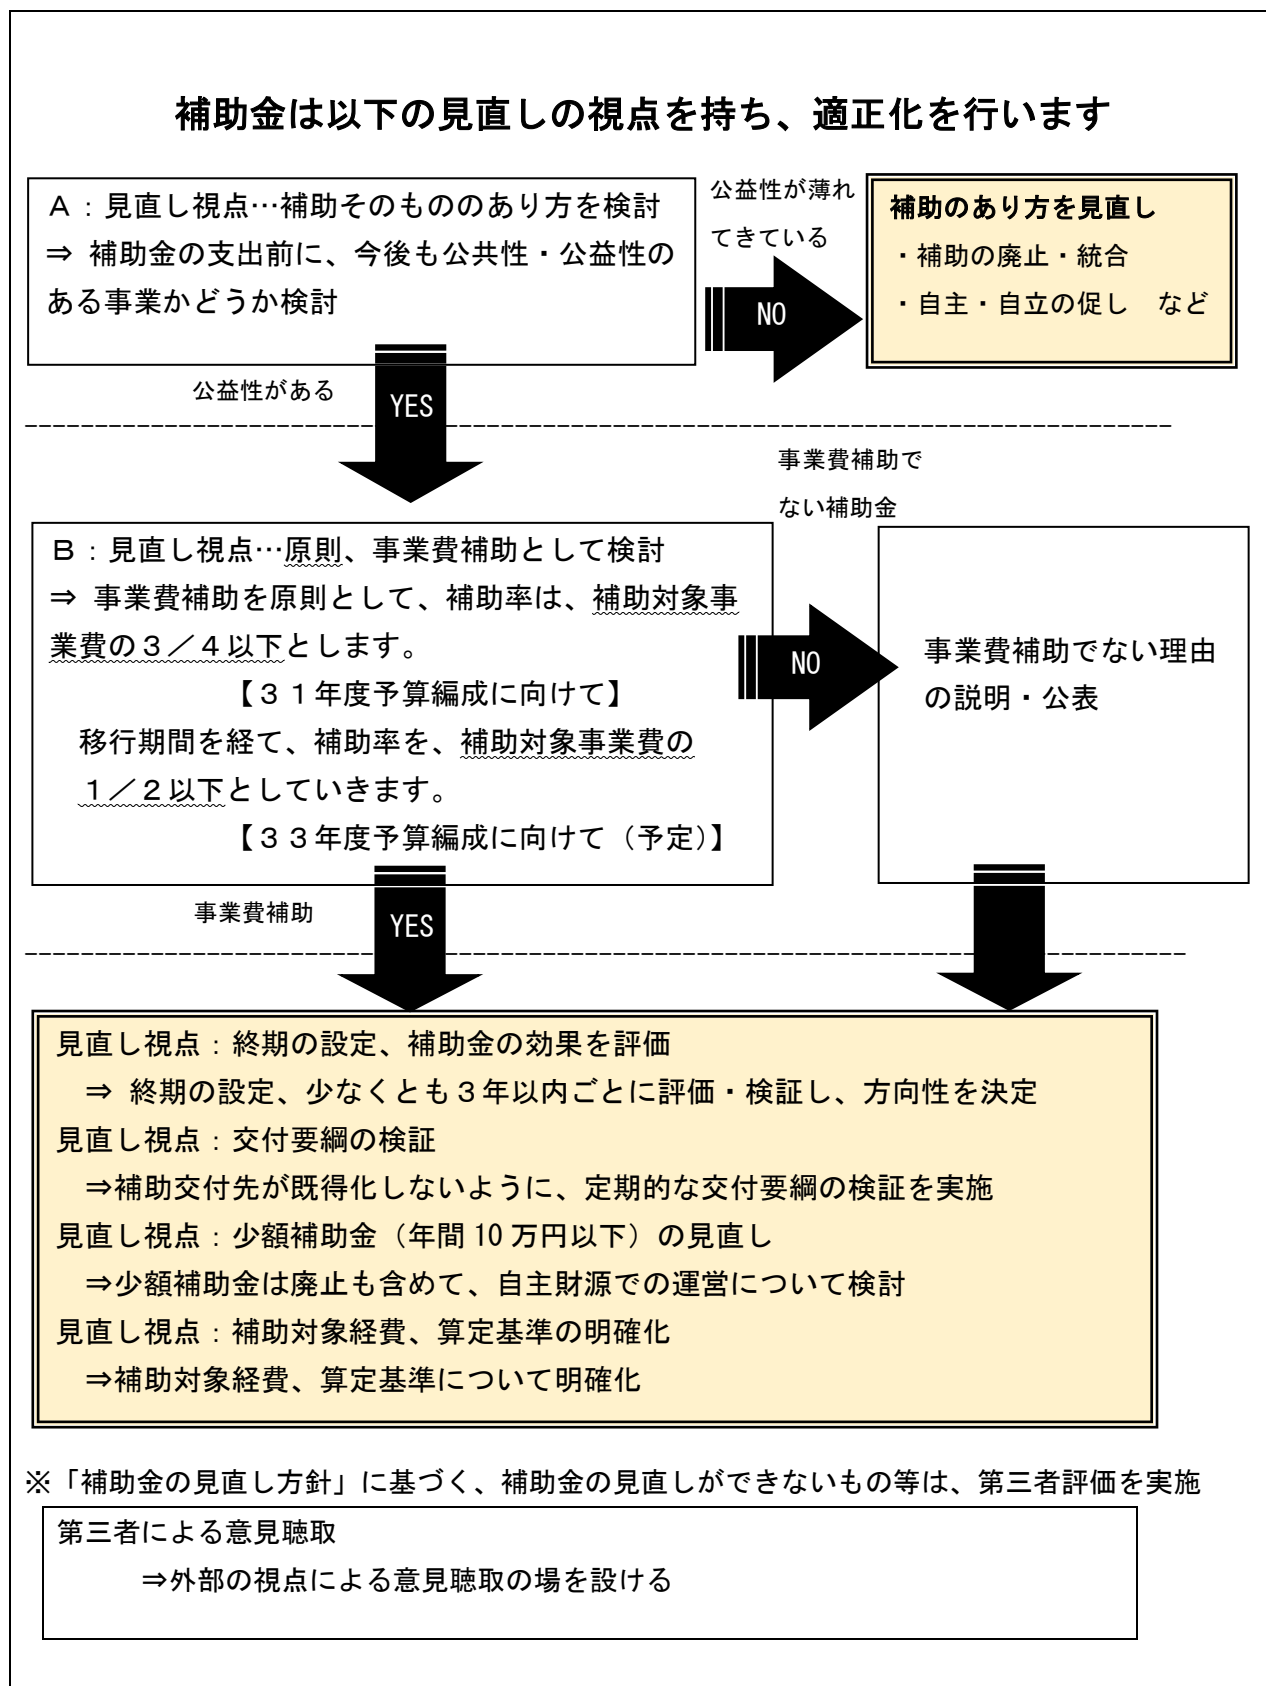 補助金は以下の見直しの視点を持ち、適正化を行います
Ａ：見直し視点…補助そのもののあり方を検討
⇒ 補助金の支出前に、今後も公共性・公益性の
ある事業かどうか検討
公益性が薄れ
てきている
NO
補助のあり方を見直し
・補助の廃止・統合
・自主・自立の促し　など
公益性がある
YES
事業費補助で
ない補助金
Ｂ：見直し視点…原則、事業費補助として検討
⇒ 事業費補助を原則として、補助率は、補助対象事
業費の３／４以下とします。
【３１年度予算編成に向けて】
移行期間を経て、補助率を、補助対象事業費の
１／２以下としていきます。
【３３年度予算編成に向けて（予定）】
NO
事業費補助でない理由
の説明・公表
事業費補助
YES
見直し視点：終期の設定、補助金の効果を評価
⇒ 終期の設定、少なくとも３年以内ごとに評価・検証し、方向性を決定
見直し視点：交付要綱の検証
⇒補助交付先が既得化しないように、定期的な交付要綱の検証を実施
見直し視点：少額補助金（年間 10 万円以下）の見直し
⇒少額補助金は廃止も含めて、自主財源での運営について検討
見直し視点：補助対象経費、算定基準の明確化
⇒補助対象経費、算定基準について明確化
※「補助金の見直し方針」に基づく、補助金の見直しができないもの等は、第三者評価を実施
第三者による意見聴取
⇒外部の視点による意見聴取の場を設ける